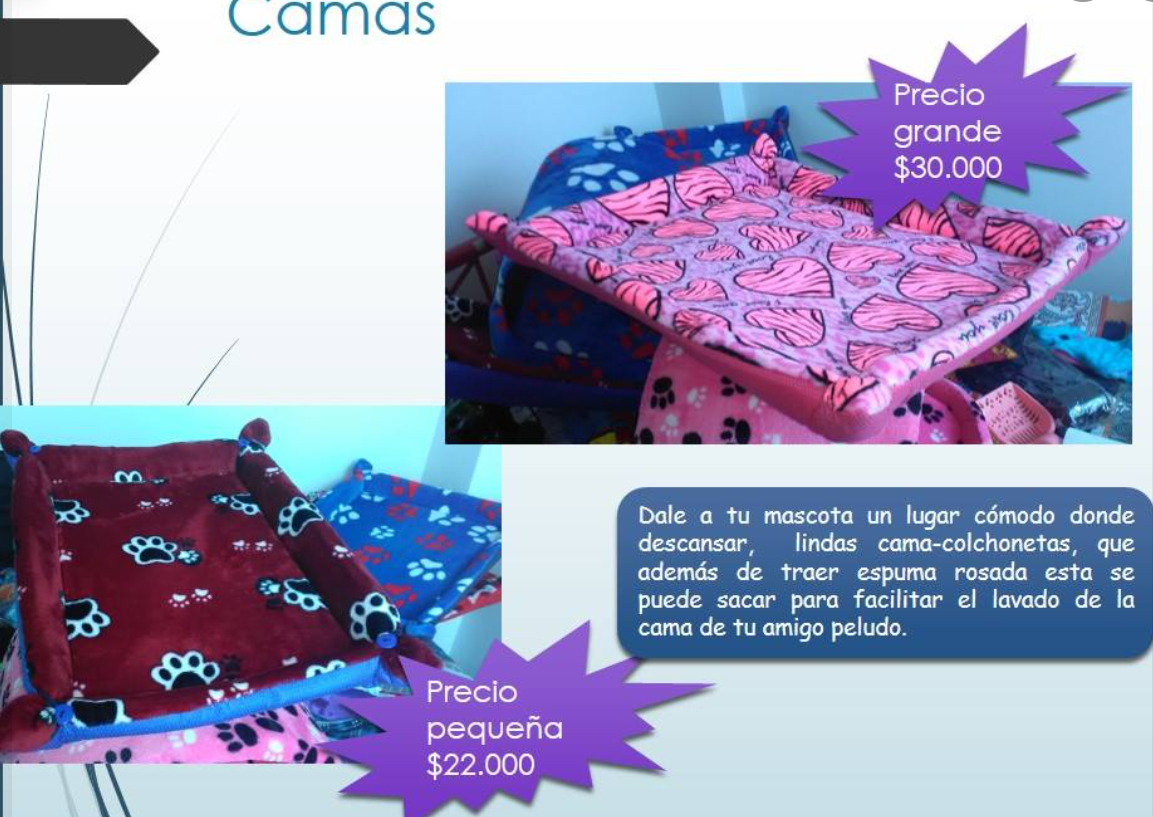 Camas
Precio
grande
$30.000
Dale a tu mascota un lugar cómodo donde
descansar, lindas cama-colchonetas, que
además de traer espuma rosada esta se
puede sacar para facilitar el lavado de la
cama de tu amigo peludo.
Precio
pequeña
$22.000